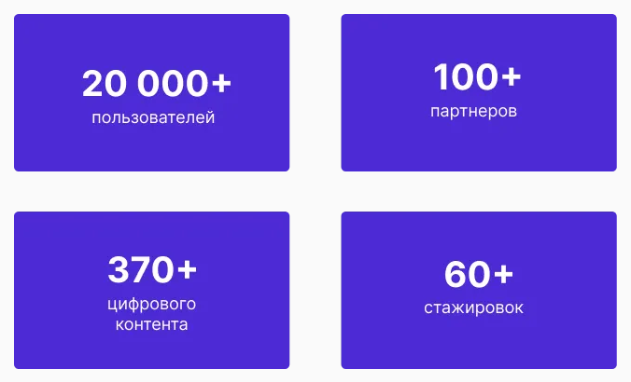 20 000+
пользователей
100+
партнеров
370+
цифрового
контента
60+
стажировок